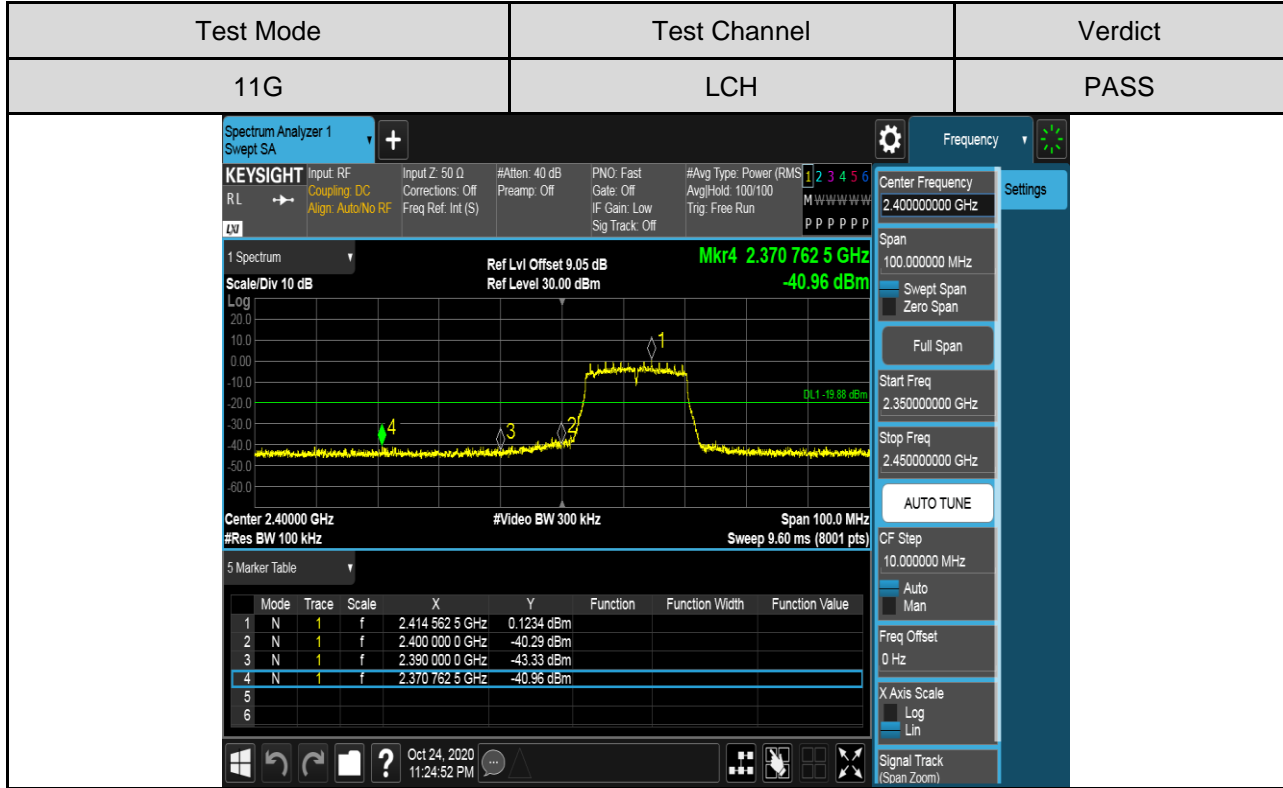 Test Mode Test Channel Verdict
11G LCH PASS
Spectrum Analyzer 1
Swept SA
+
Frequency
KEYSIGHT
RL
LXI
Input: RF
Coupling: DC
Align: Auto/No RF
Input Z: 50 Ω
Corrections: Off
Freq Ref: Int (S)
#Atten: 40 dB
Preamp: Off
PNO: Fast
Gate: Off
IF Gain: Low
Sig Track: Off
#Avg Type: Power (RMS
Avg|Hold: 100/100
Trig: Free Run
1 2 3 4 5 6
M W W W W W
P P P P P P
1 Spectrum
Scale/Div 10 dB
Ref Lvl Offset 9.05 dB
Ref Level 30.00 dBm
Mkr4 2.370 762 5 GHz
-40.96 dBm
Log
20.0
10.0
0.00
-10.0
-20.0
-30.0
-40.0
-50.0
-60.0
1
DL1 -19.88 dBm
4
3
2
Center 2.40000 GHz #Video BW 300 kHz Span 100.0 MHz
#Res BW 100 kHz Sweep 9.60 ms (8001 pts)
5 Marker Table
Mode Trace Scale X Y Function Function Width Function Value
1 N 1 f 2.414 562 5 GHz 0.1234 dBm
2 N 1 f 2.400 000 0 GHz -40.29 dBm
3 N 1 f 2.390 000 0 GHz -43.33 dBm
4 N 1 f 2.370 762 5 GHz -40.96 dBm
5
6
?
Oct 24, 2020
11:24:52 PM
Center Frequency
2.400000000 GHz
Settings
Span
100.000000 MHz
Swept Span
Zero Span
Full Span
Start Freq
2.350000000 GHz
Stop Freq
2.450000000 GHz
AUTO TUNE
CF Step
10.000000 MHz
Auto
Man
Freq Offset
0 Hz
X Axis Scale
Log
Lin
Signal Track
(Span Zoom)